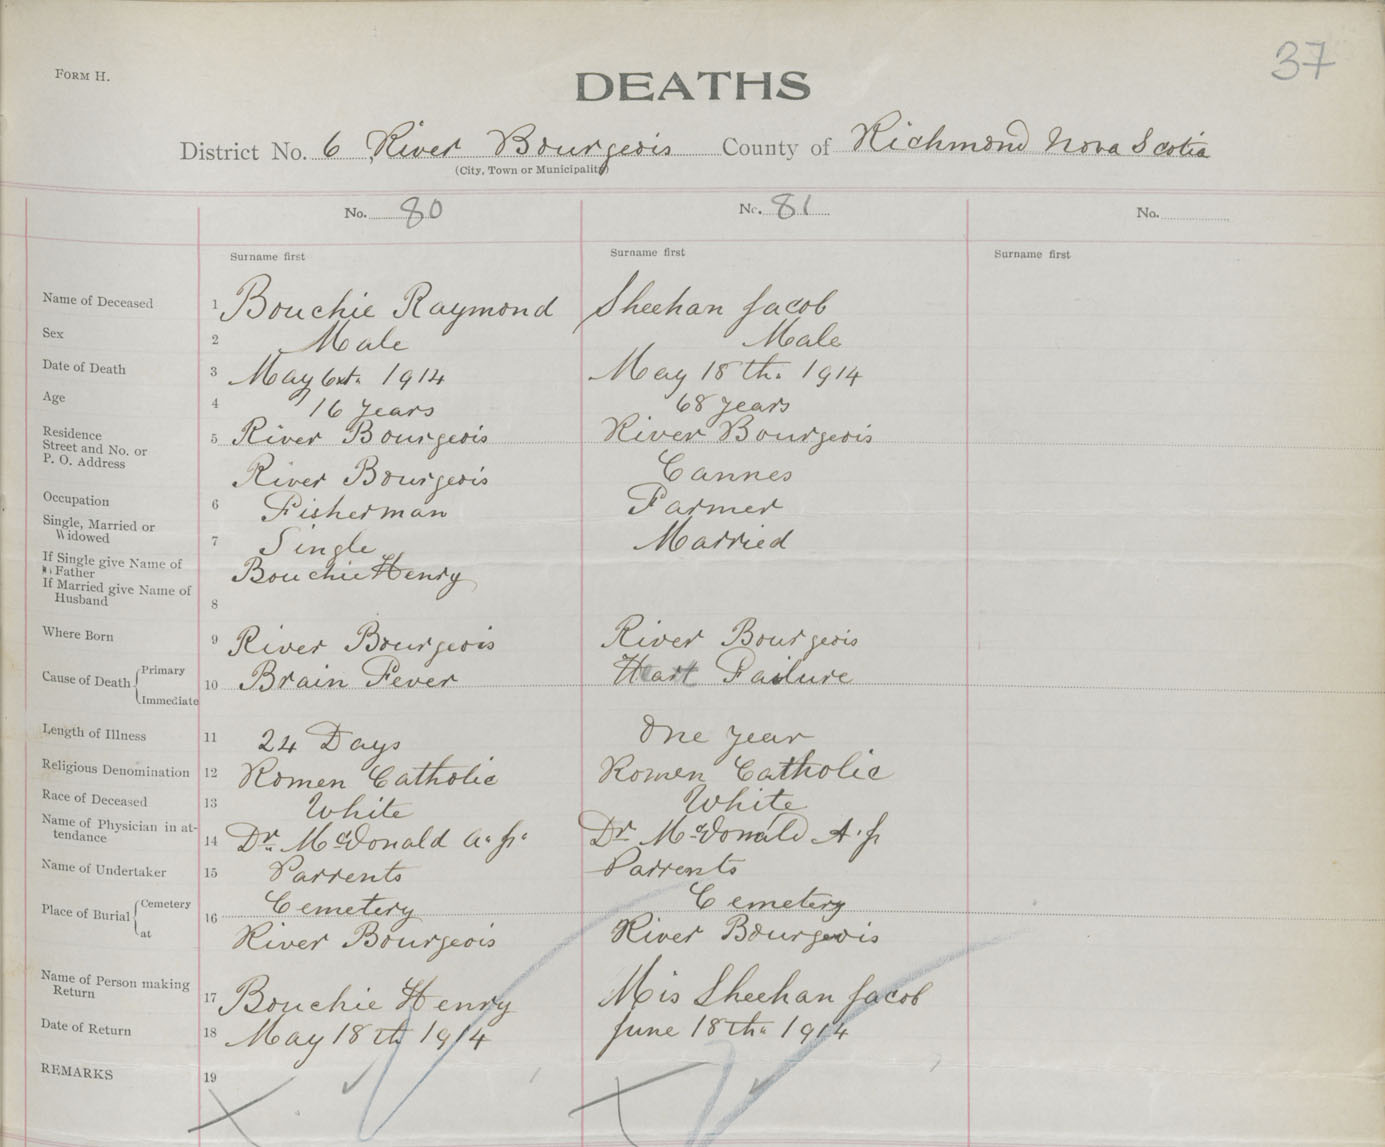 37
FORM H.
DEATHS
District No. 6 River Bourgeois County of Richmond Nova Scotia
(City, Town or Municipality)
No. 80 No. 81 No.
Surname first Surname first Surname first
Name of Deceased 1 Bouchie Raymond Sheehan Jacob
Sex 2 Male Male
Date of Death 3 May 6xth 1914 May 18th. 1914
Age 4 16 years 68 years
Residence
Street and No. or 5 River Bourgeois River Bourgeois
P. O. Address
River Bourgeois Cannes
Occupation 6 Fisherman Farmer
Single, Married or
Widowed 7 Single Married
If Single give Name of
Father Bouchie Henry
If Married give Name of
Husband 8
Where Born 9 River Bourgeois River Bourgeois
Cause of Death Primary
10 Brain Fever Heart Failure
Immediate
Length of Illness 11 24 Days One year
Religious Denomination 12 Romen Catholic Romen Catholic
Race of Deceased 13 White White
Name of Physician in at-
tendance 14 Dr. McDonald A. J. Dr. McDonald A. J
Name of Undertaker 15 Parrents Parrents
Place of Burial Cemetery 16 Cemetery Cemetery
at River Bourgeois River Bourgeois
Name of Person making
Return 17 Bouchie Henry Mis Sheehan Jacob
Date of Return 18 May 18th 1914 June 18th. 1914
REMARKS 19